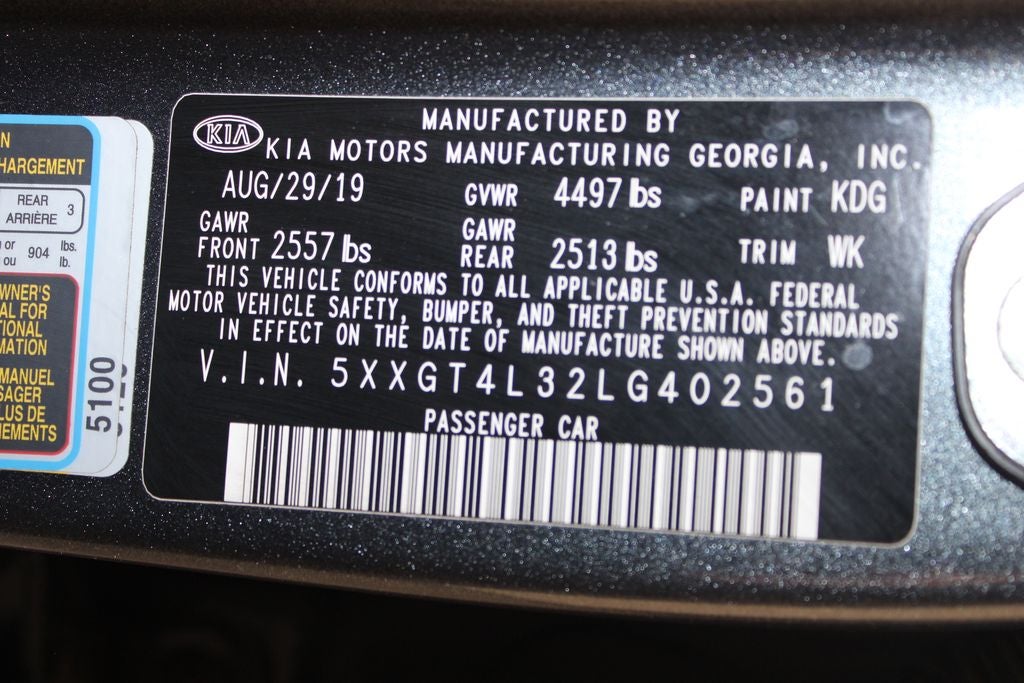 N
HARGEMENT
REAR
ARRIÈRE 3
or
ou 904 lbs.
lb.
WNER'S
AL FOR
TIONAL
MATION
MANUEL
SAGER
LUS DE
EMENTS
5100
KIA
MANUFACTURED BY
KIA MOTORS MANUFACTURING GEORGIA, INC.
AUG/29/19 GVWR 4497 lbs PAINT KDG
GAWR FRONT 2557 lbs GAWR REAR 2513 lbs TRIM WK
THIS VEHICLE CONFORMS TO ALL APPLICABLE U.S.A. FEDERAL
MOTOR VEHICLE SAFETY, BUMPER, AND THEFT PREVENTION STANDARDS
IN EFFECT ON THE DATE OF MANUFACTURE SHOWN ABOVE.
V.I.N. 5XXGT4L32LG402561
PASSENGER CAR